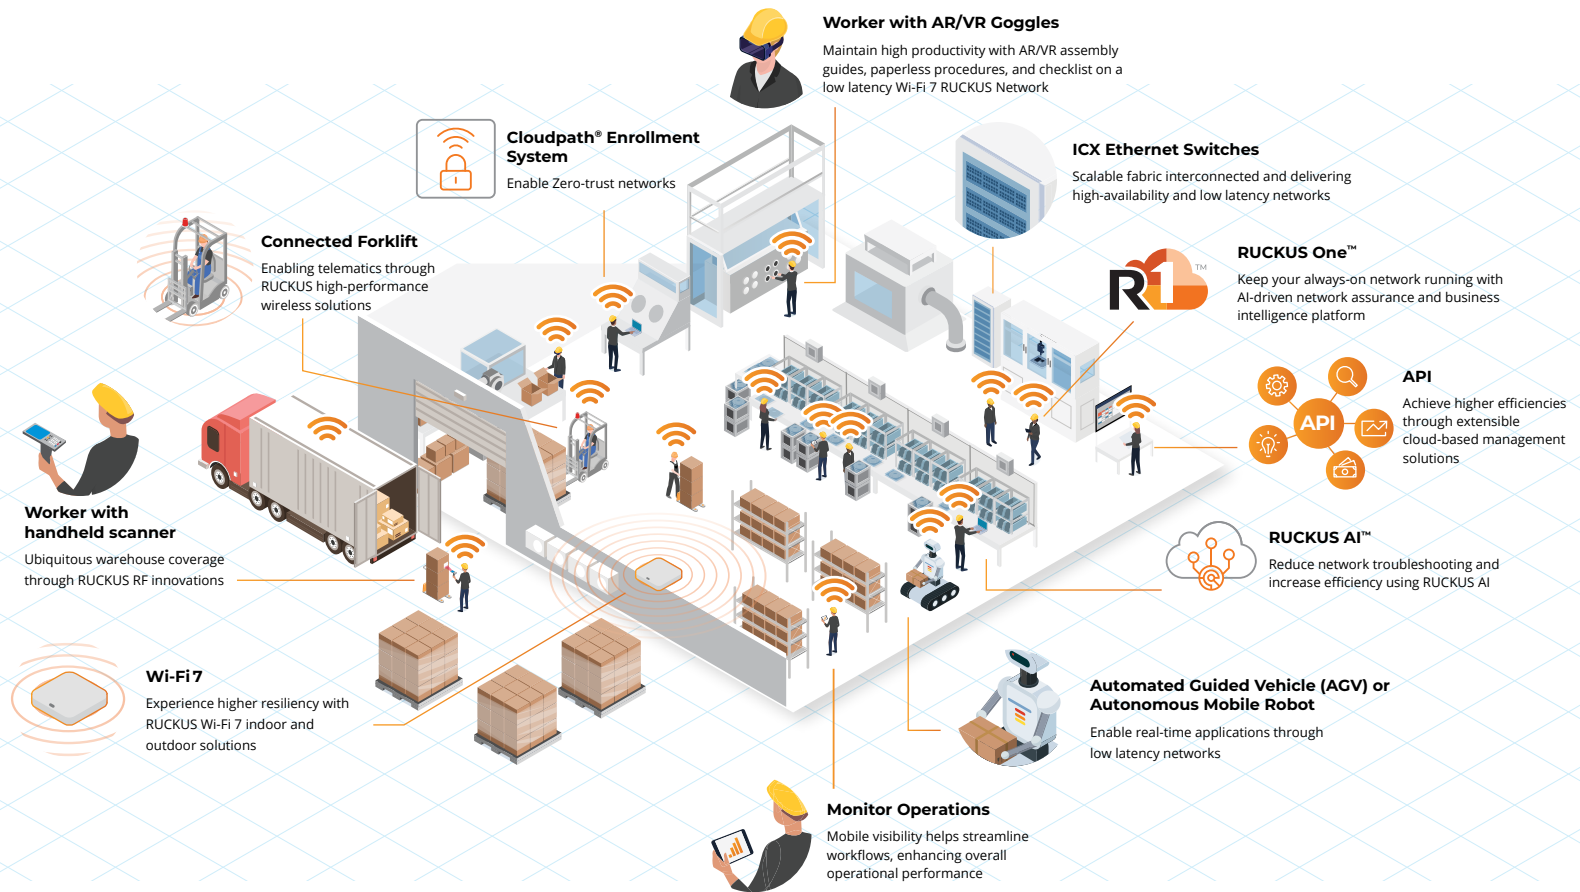 Worker with AR/VR Goggles
Maintain high productivity with AR/VR assembly
guides, paperless procedures, and checklist on a
low latency Wi-Fi 7 RUCKUS Network
Cloudpath® Enrollment
System
Enable Zero-trust networks
ICX Ethernet Switches
Scalable fabric interconnected and delivering
high-availability and low latency networks
Connected Forklift
Enabling telematics through
RUCKUS high-performance
wireless solutions
R1™
RUCKUS One™
Keep your always-on network running with
AI-driven network assurance and business
intelligence platform
API
API
Achieve higher efficiencies
through extensible
cloud-based management
solutions
Worker with
handheld scanner
Ubiquitous warehouse coverage
through RUCKUS RF innovations
RUCKUS AI™
Reduce network troubleshooting and
increase efficiency using RUCKUS AI
Wi-Fi 7
Experience higher resiliency with
RUCKUS Wi-Fi 7 indoor and
outdoor solutions
Automated Guided Vehicle (AGV) or
Autonomous Mobile Robot
Enable real-time applications through
low latency networks
Monitor Operations
Mobile visibility helps streamline
workflows, enhancing overall
operational performance